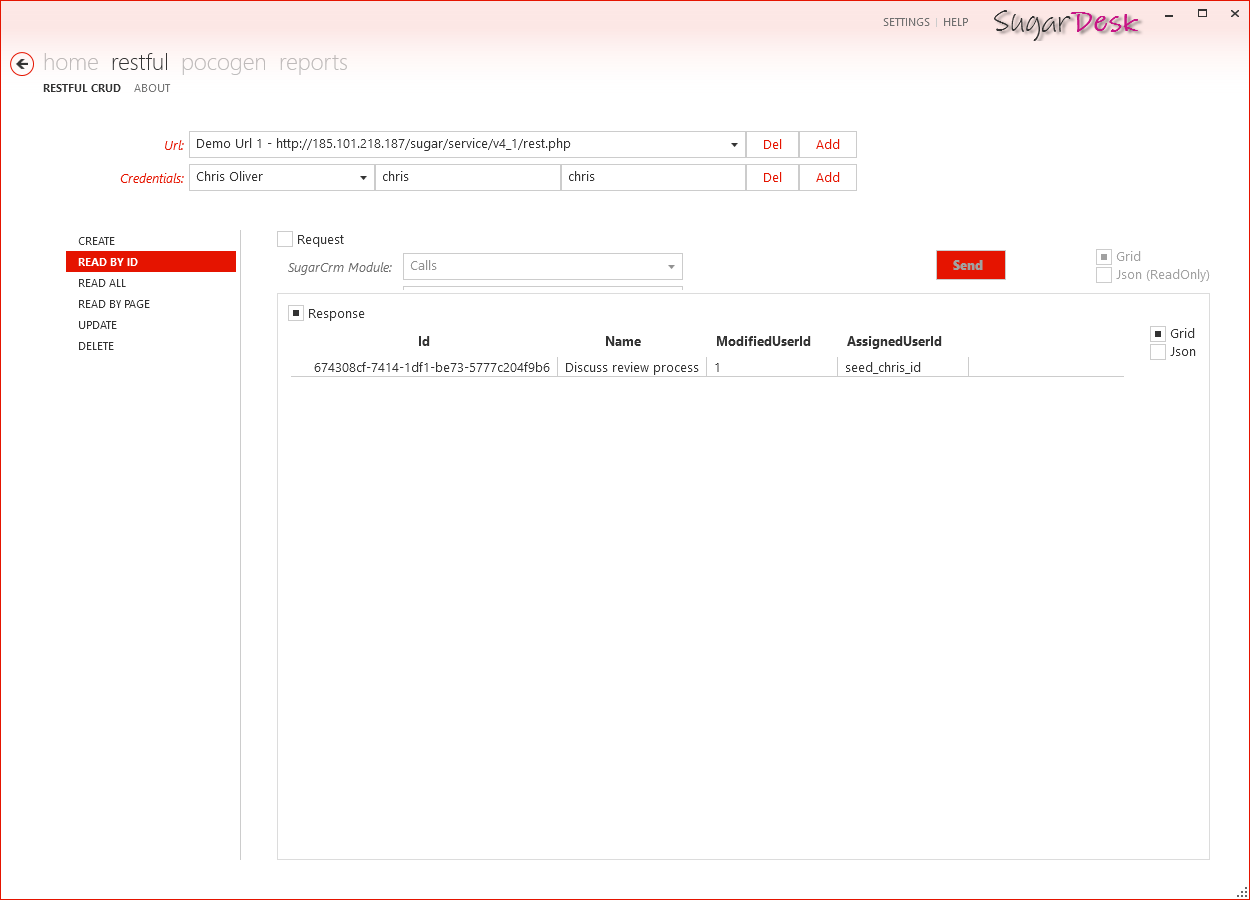 SETTINGS | HELP SugarDesk
home restful pocogen reports
RESTFUL CRUD ABOUT
Url: Demo Url 1 - http://185.101.218.187/sugar/service/v4_1/rest.php Del Add
Credentials: Chris Oliver chris chris Del Add
CREATE
READ BY ID
READ ALL
READ BY PAGE
UPDATE
DELETE
Request
SugarCrm Module: Calls Send
Grid
Json (ReadOnly)
Response
Grid
Json
Id Name ModifiedUserId AssignedUserId
674308cf-7414-1df1-be73-5777c204f9b6 Discuss review process 1 seed_chris_id